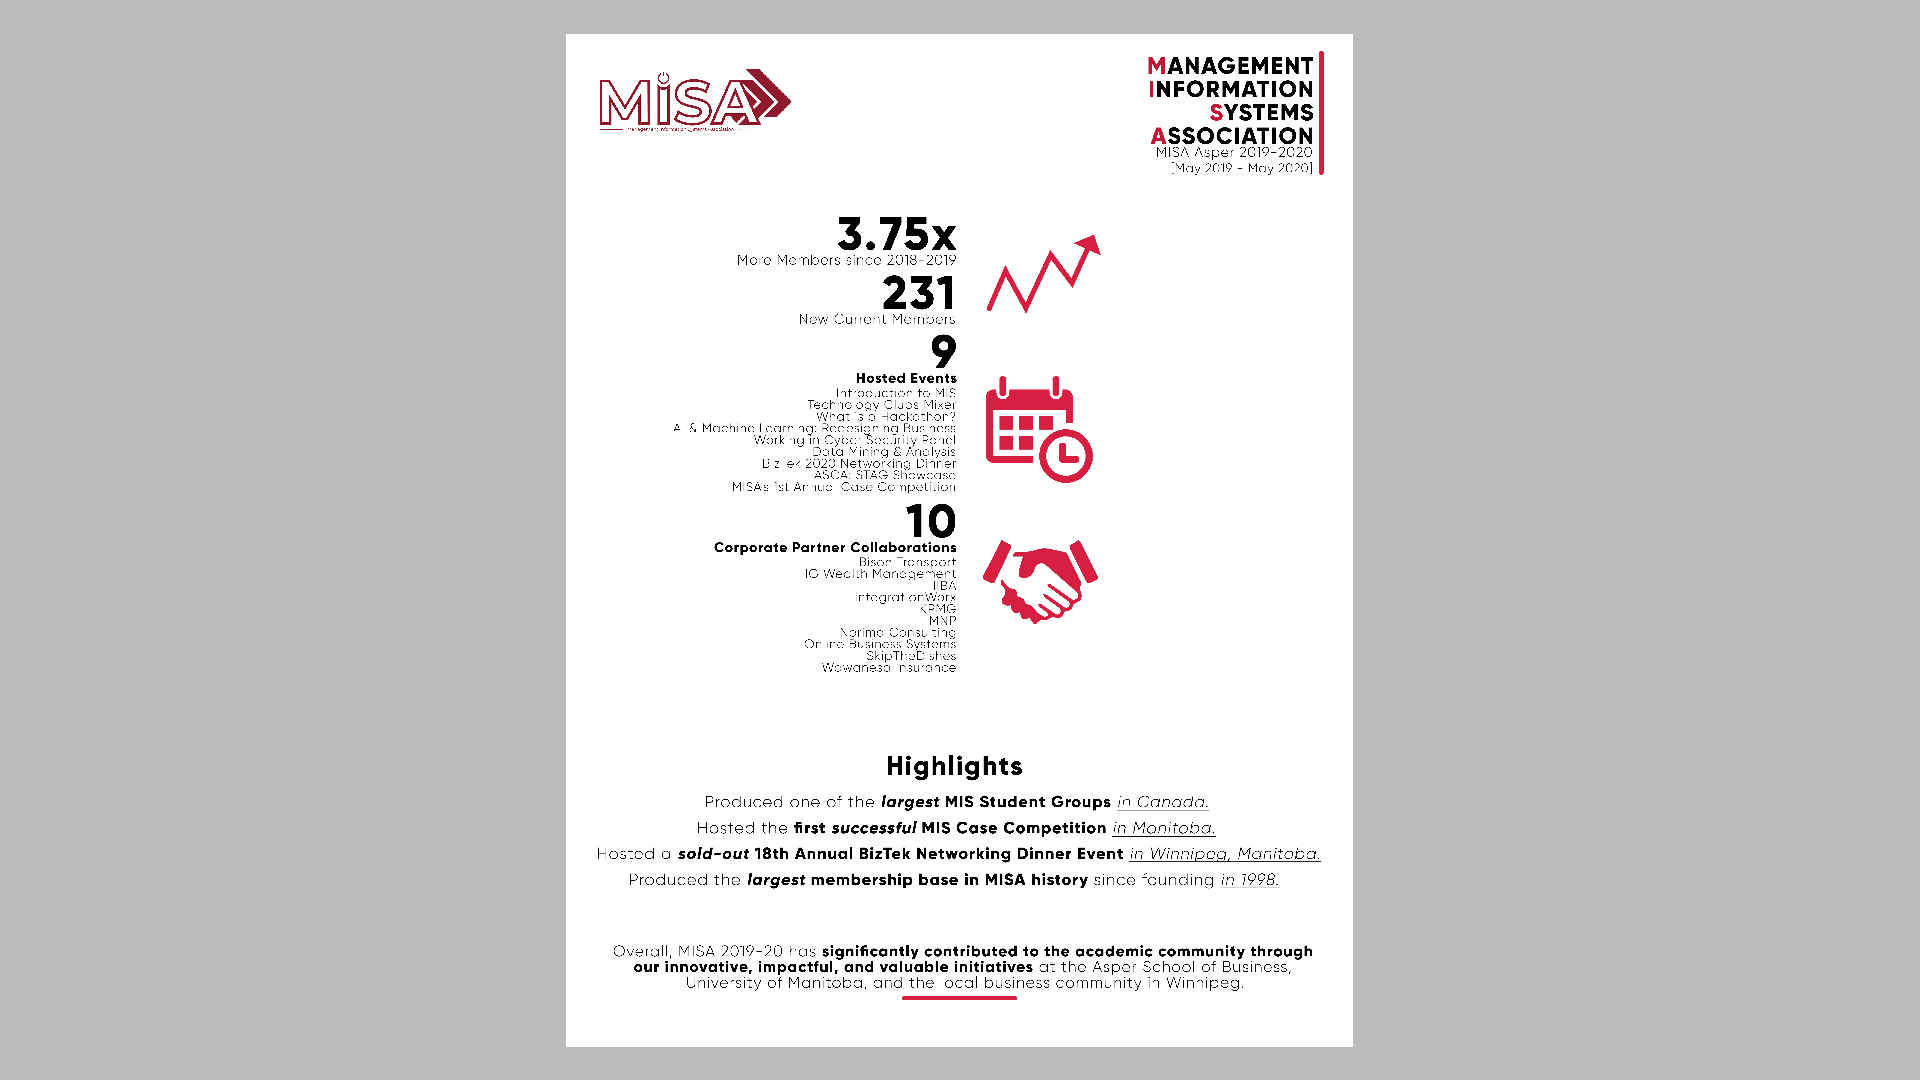 MiSA
Management Information Systems Association
MANAGEMENT
INFORMATION
SYSTEMS
ASSOCIATION
MISA Asper 2019-2020
[May 2019 - May 2020]
3.75x
More Members since 2018-2019
231
New Current Members
9
Hosted Events
Introduction to MIS
Technology Clubs Mixer
What is a Hackathon?
AI & Machine Learning: Redesigning Business
Working in Cyber Security Panel
Data Mining & Analysis
BizTek 2020 Networking Dinner
ASCA: STAG Showcase
MISA's 1st Annual Case Competition
10
Corporate Partner Collaborations
Bison Transport
IG Wealth Management
IIBA
IntegrationWorx
KPMG
MNP
Norima Consulting
Online Business Systems
SkipTheDishes
Wawanesa Insurance
Highlights
Produced one of the largest MIS Student Groups in Canada.
Hosted the first successful MIS Case Competition in Manitoba.
Hosted a sold-out 18th Annual BizTek Networking Dinner Event in Winnipeg, Manitoba.
Produced the largest membership base in MISA history since founding in 1998.
Overall, MISA 2019-20 has significantly contributed to the academic community through
our innovative, impactful, and valuable initiatives at the Asper School of Business,
University of Manitoba, and the local business community in Winnipeg.